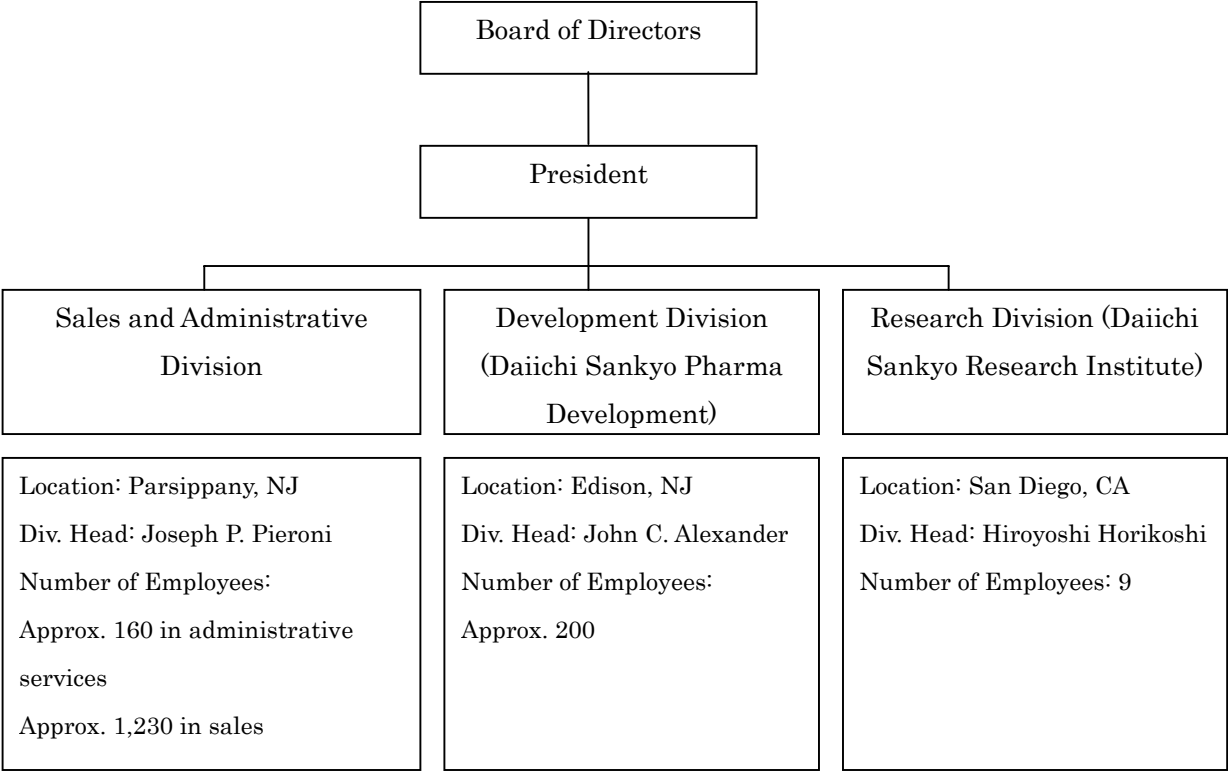 Board of Directors
President
Sales and Administrative
Division
Development Division
(Daiichi Sankyo Pharma
Development)
Research Division (Daiichi
Sankyo Research Institute)
Location: Parsippany, NJ
Div. Head: Joseph P. Pieroni
Number of Employees:
Approx. 160 in administrative
services
Approx. 1,230 in sales
Location: Edison, NJ
Div. Head: John C. Alexander
Number of Employees:
Approx. 200
Location: San Diego, CA
Div. Head: Hiroyoshi Horikoshi
Number of Employees: 9